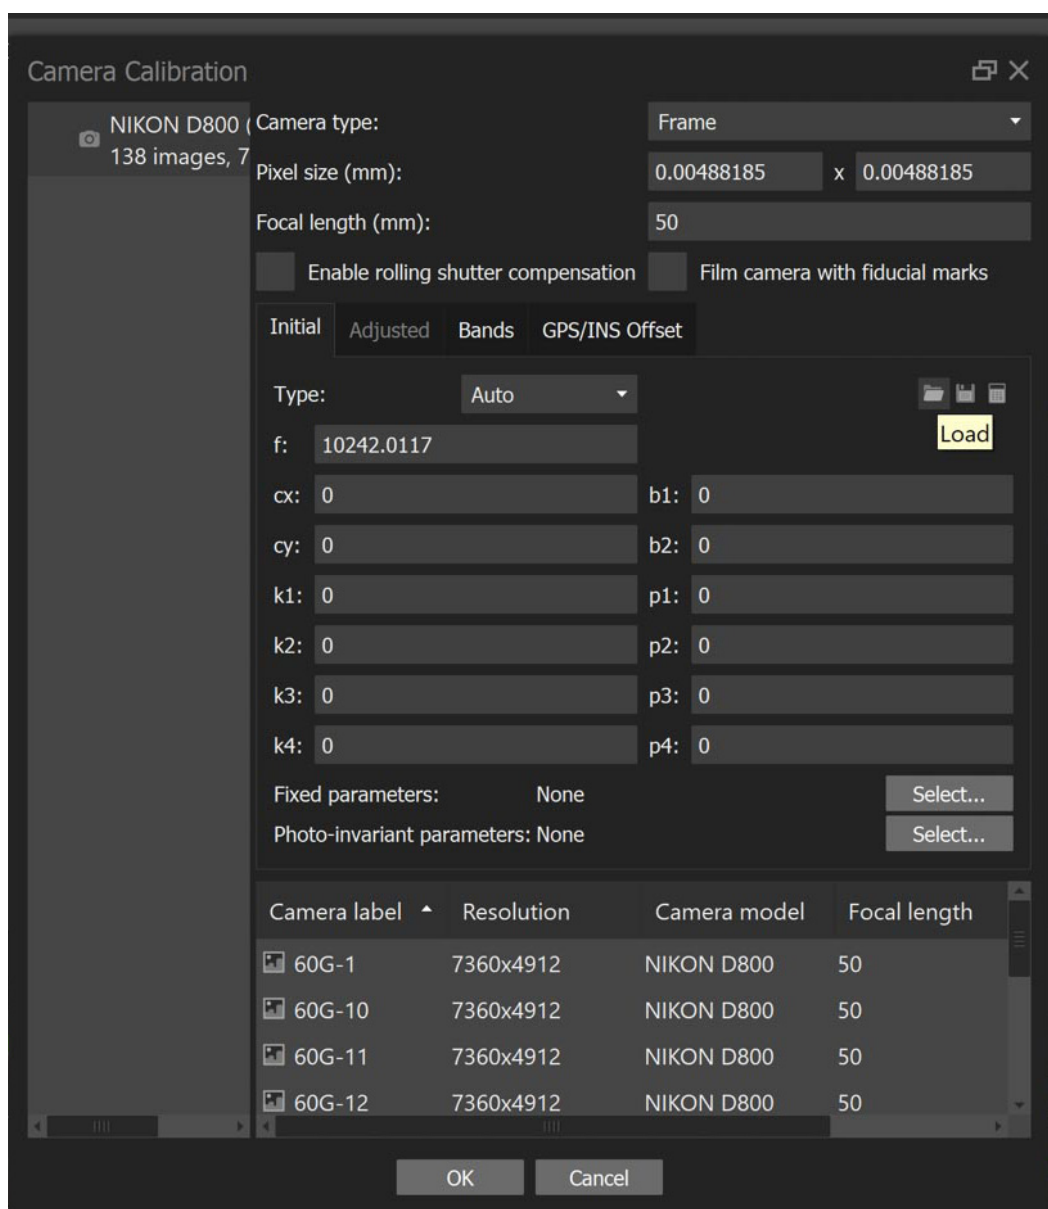 Camera Calibration
NIKON D800 (
138 images, 7
Camera type: Frame
Pixel size (mm): 0.00488185 x 0.00488185
Focal length (mm): 50
Enable rolling shutter compensation Film camera with fiducial marks
Initial Adjusted Bands GPS/INS Offset
Type: Auto
Load
f: 10242.0117
cx: 0 b1: 0
cy: 0 b2: 0
k1: 0 p1: 0
k2: 0 p2: 0
k3: 0 p3: 0
k4: 0 p4: 0
Fixed parameters: None Select...
Photo-invariant parameters: None Select...
Camera label Resolution Camera model Focal length
60G-1 7360x4912 NIKON D800 50
60G-10 7360x4912 NIKON D800 50
60G-11 7360x4912 NIKON D800 50
60G-12 7360x4912 NIKON D800 50
OK Cancel